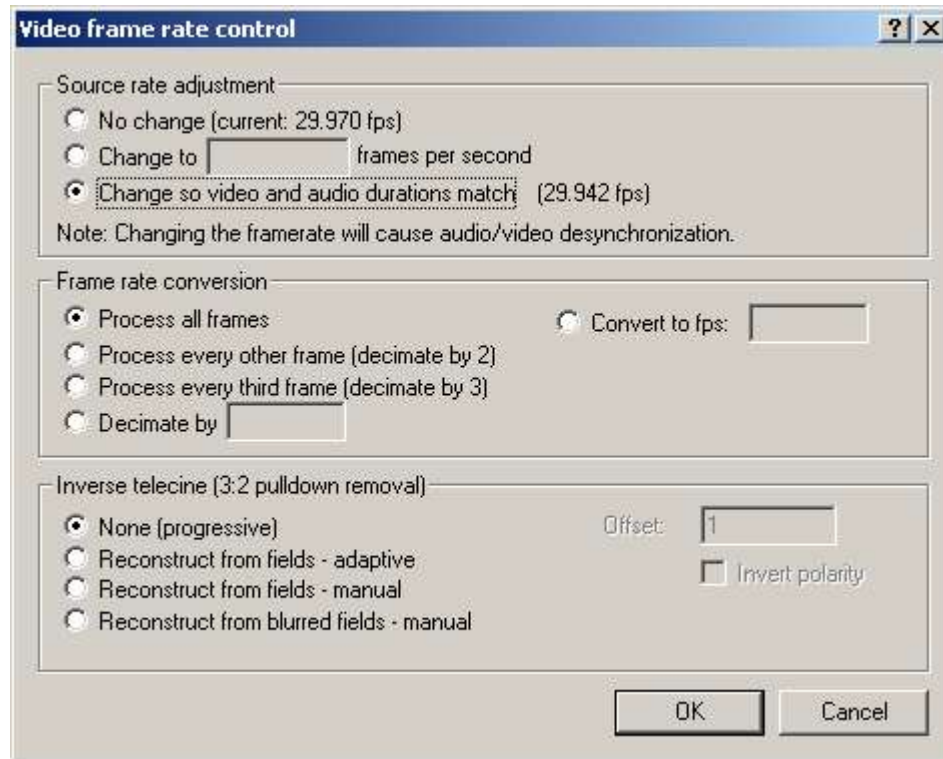 Video frame rate control
Source rate adjustment
No change (current: 29.970 fps)
Change to frames per second
Change so video and audio durations match (29.942 fps)
Note: Changing the framerate will cause audio/video desynchronization.
Frame rate conversion
Process all frames Convert to fps:
Process every other frame (decimate by 2)
Process every third frame (decimate by 3)
Decimate by
Inverse telecine (3:2 pulldown removal)
None (progressive) Offset: 1
Reconstruct from fields - adaptive Invert polarity
Reconstruct from fields - manual
Reconstruct from blurred fields - manual
OK Cancel